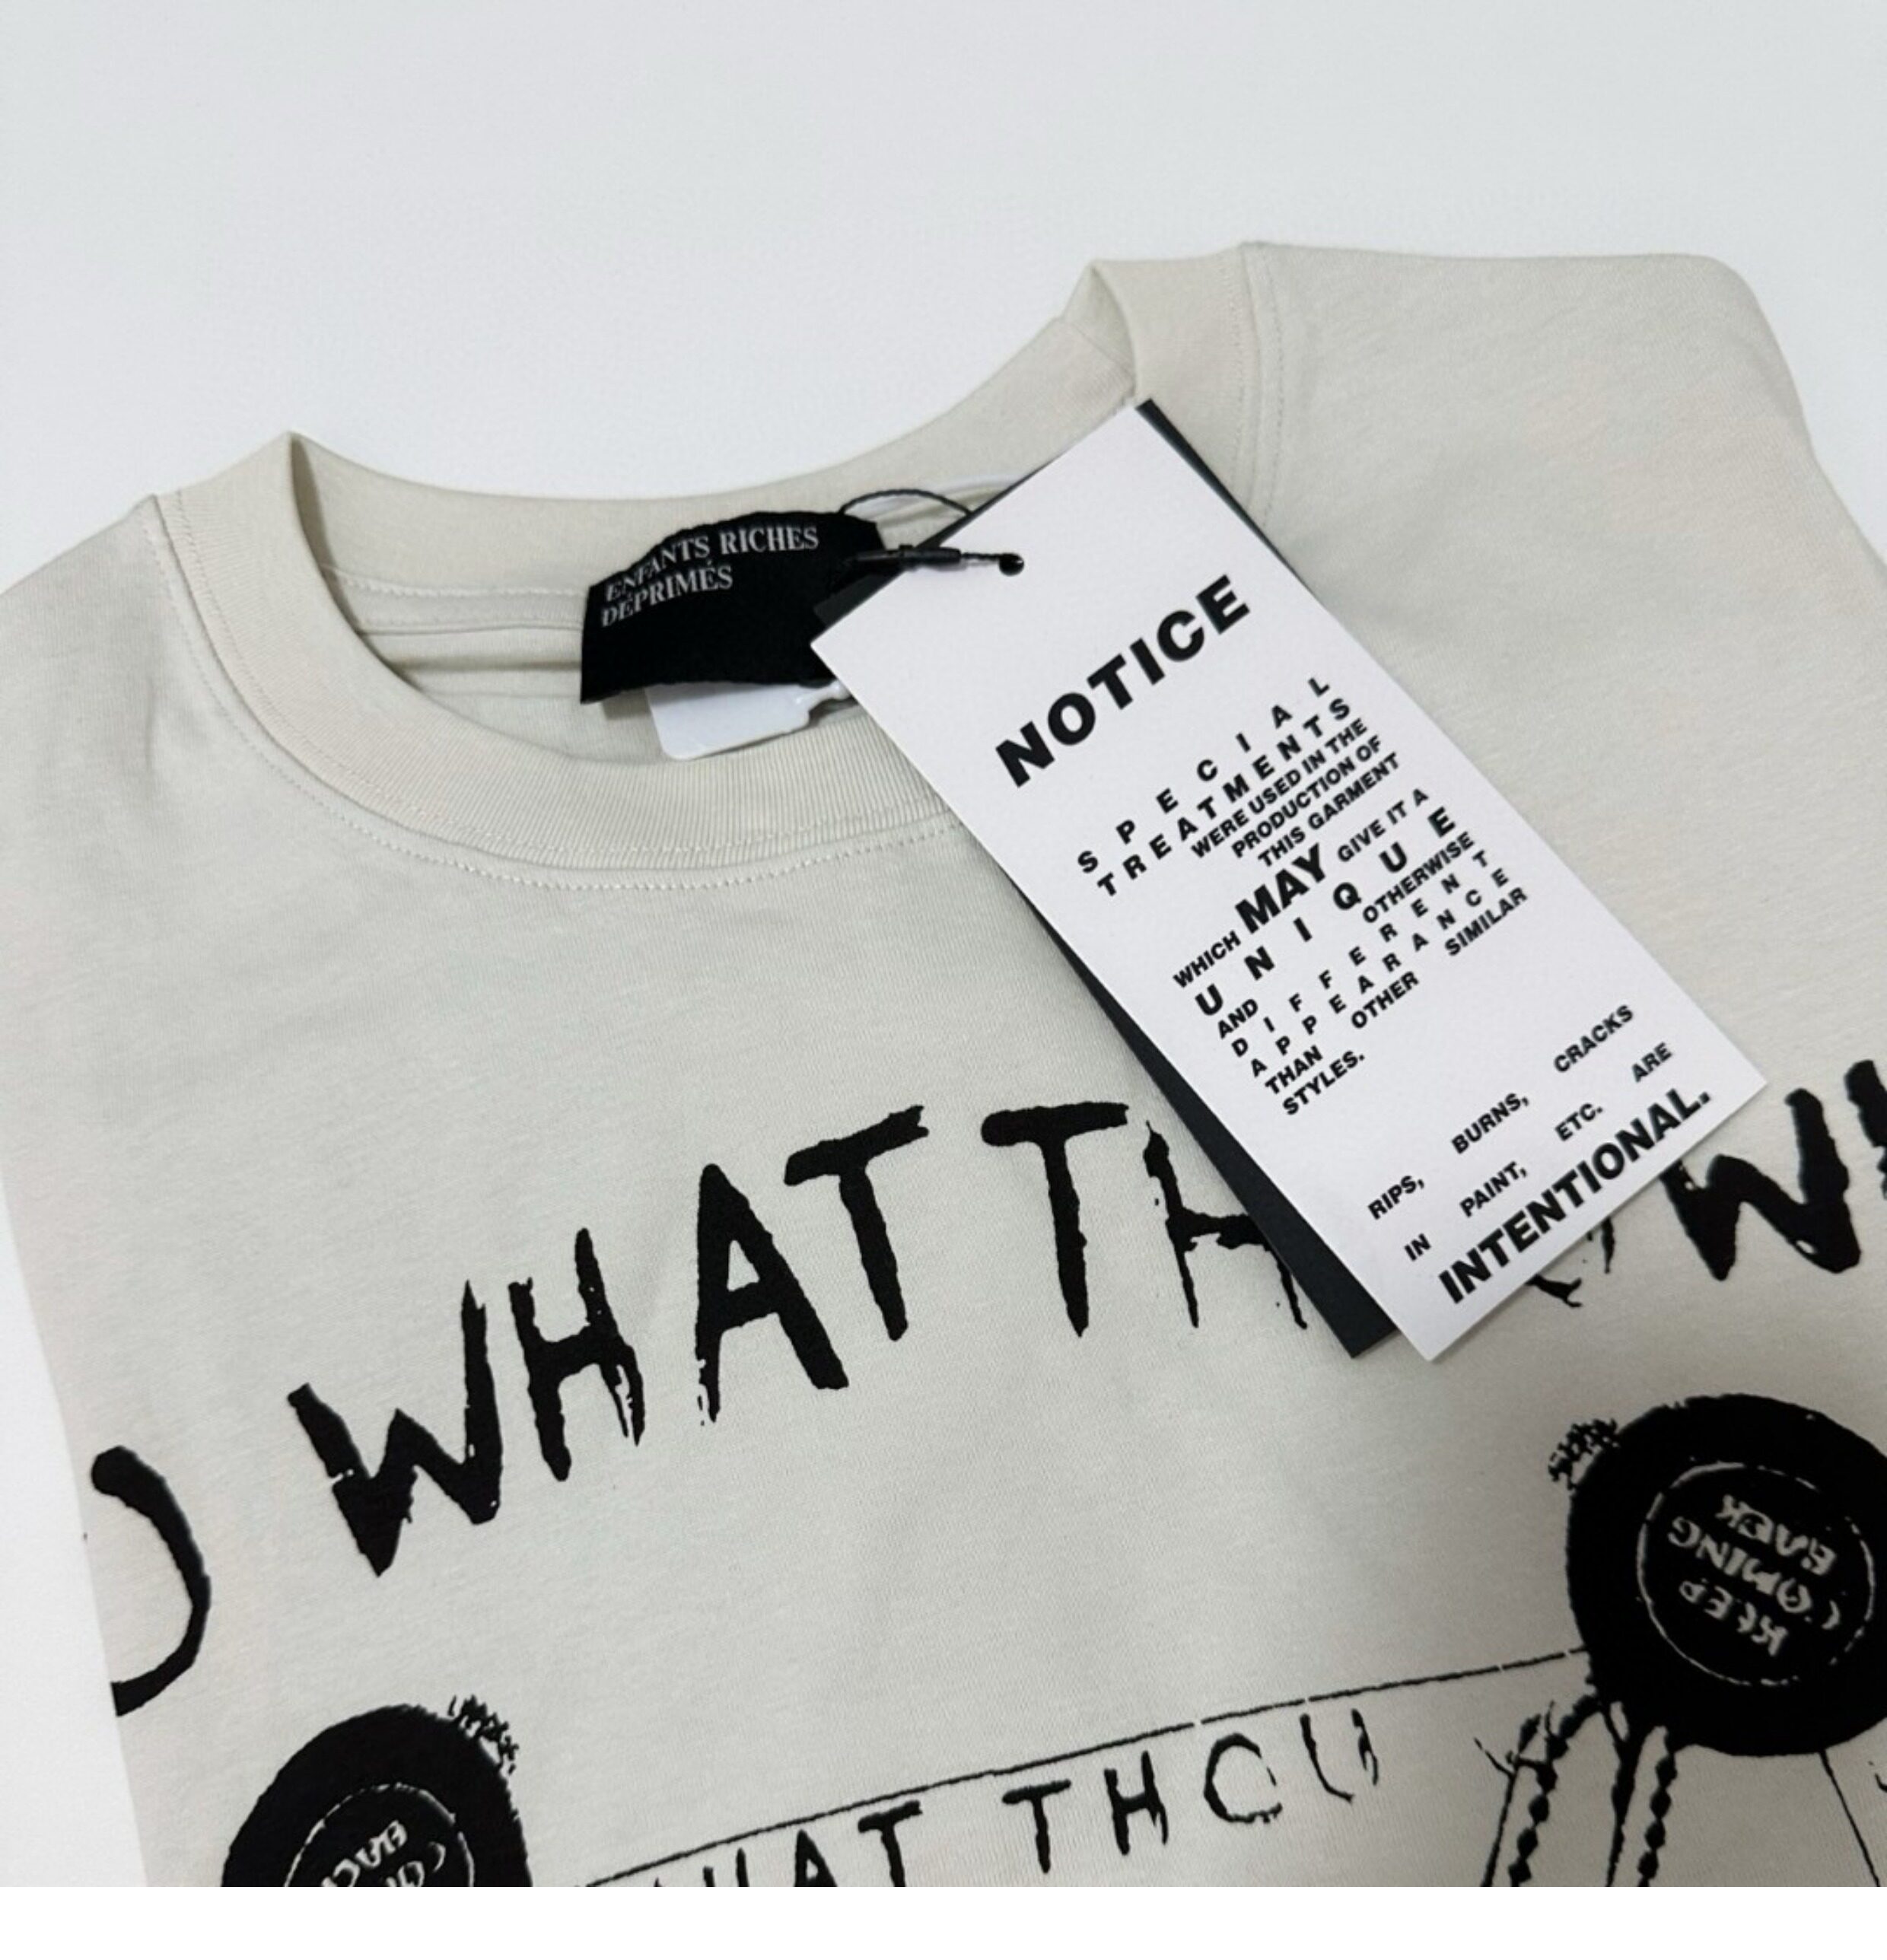 ENFANTS RICHES
DÉPRIMÉS
NOTICE
SPECIAL
TREATMENTS
WERE USED IN THE
PRODUCTION OF
THIS GARMENT
WHICH MAY GIVE IT A
UNIQUE
AND OTHERWISE
DIFFERENT
APPEARANCE
THAN OTHER SIMILAR
STYLES.
RIPS, BURNS, CRACKS
IN PAINT, ETC. ARE
INTENTIONAL.
WHAT
KEEP
COMING
BACK
THOU